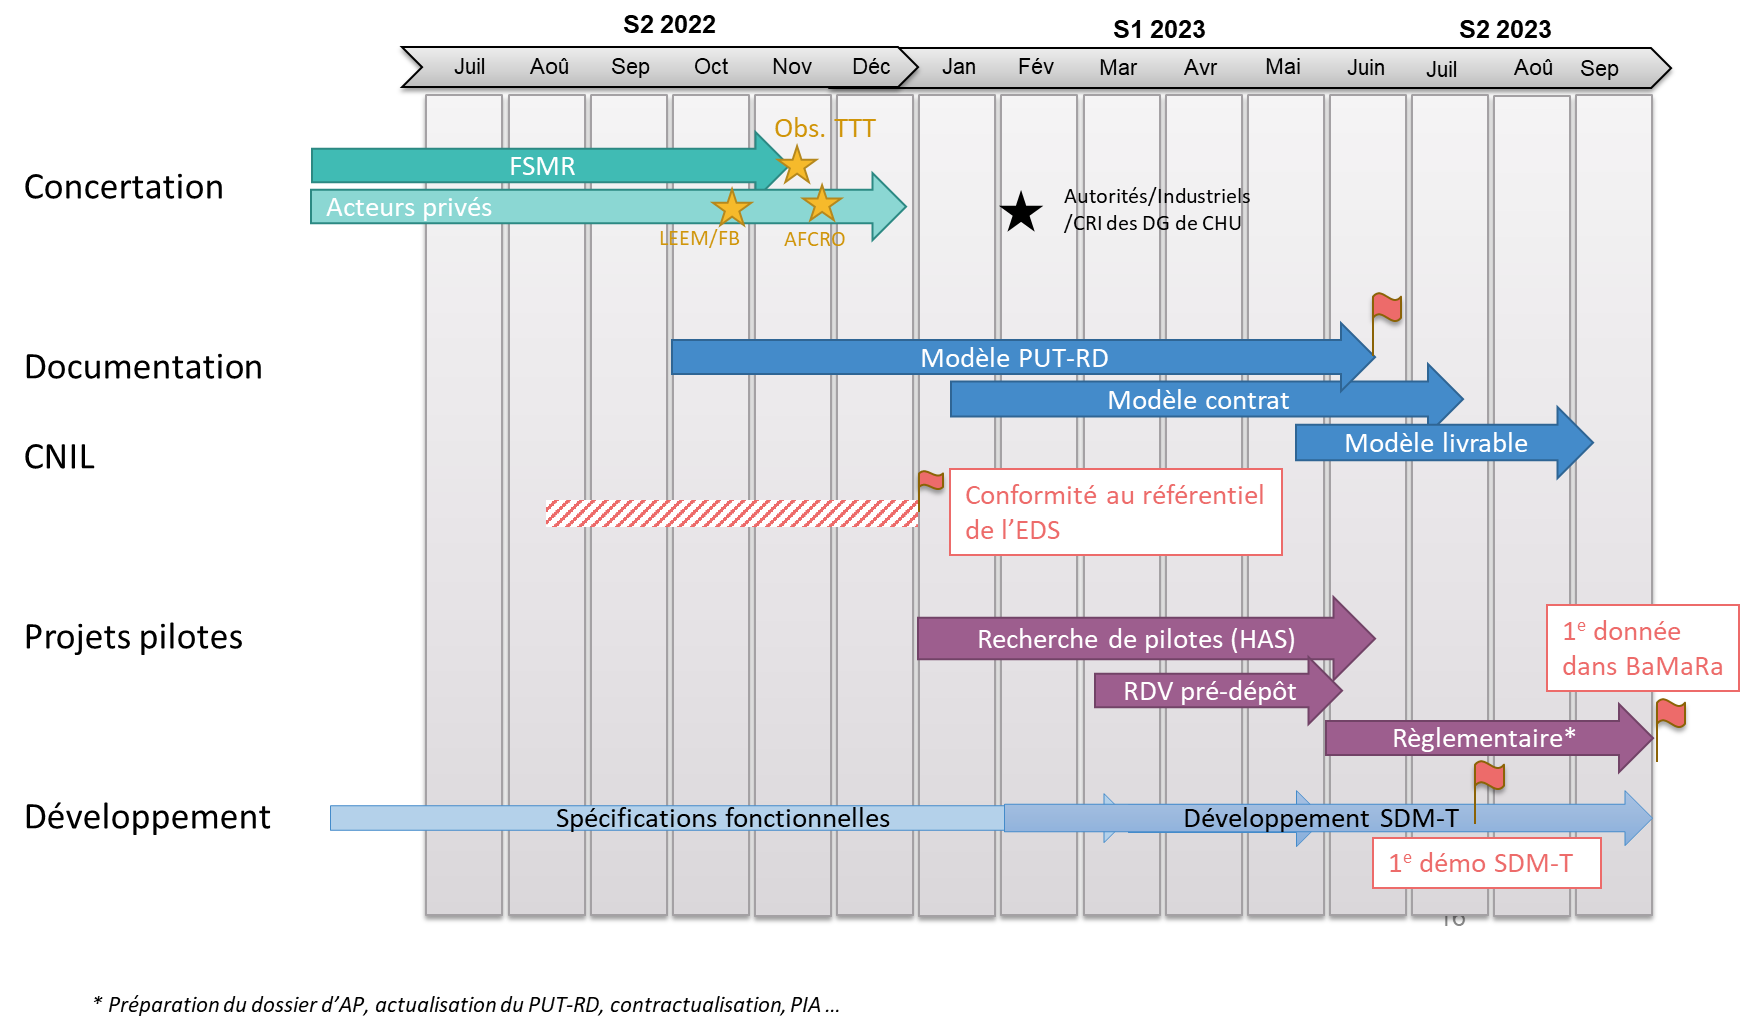 S2 2022
S1 2023
S2 2023
Juil
Aoû
Sep
Oct
Nov
Déc
Jan
Fév
Mar
Avr
Mai
Juin
Juil
Aoû
Sep
Concertation
Obs. TTT
FSMR
Acteurs privés
LEEM/FB
AFCRO
Autorités/Industriels
/CRI des DG de CHU
Documentation
Modèle PUT-RD
Modèle contrat
Modèle livrable
CNIL
Conformité au référentiel
de l’EDS
Projets pilotes
Recherche de pilotes (HAS)
RDV pré-dépôt
Règlementaire*
1e donnée
dans BaMaRa
Développement
Spécifications fonctionnelles
Développement SDM-T
1e démo SDM-T
16
* Préparation du dossier d’AP, actualisation du PUT-RD, contractualisation, PIA ...